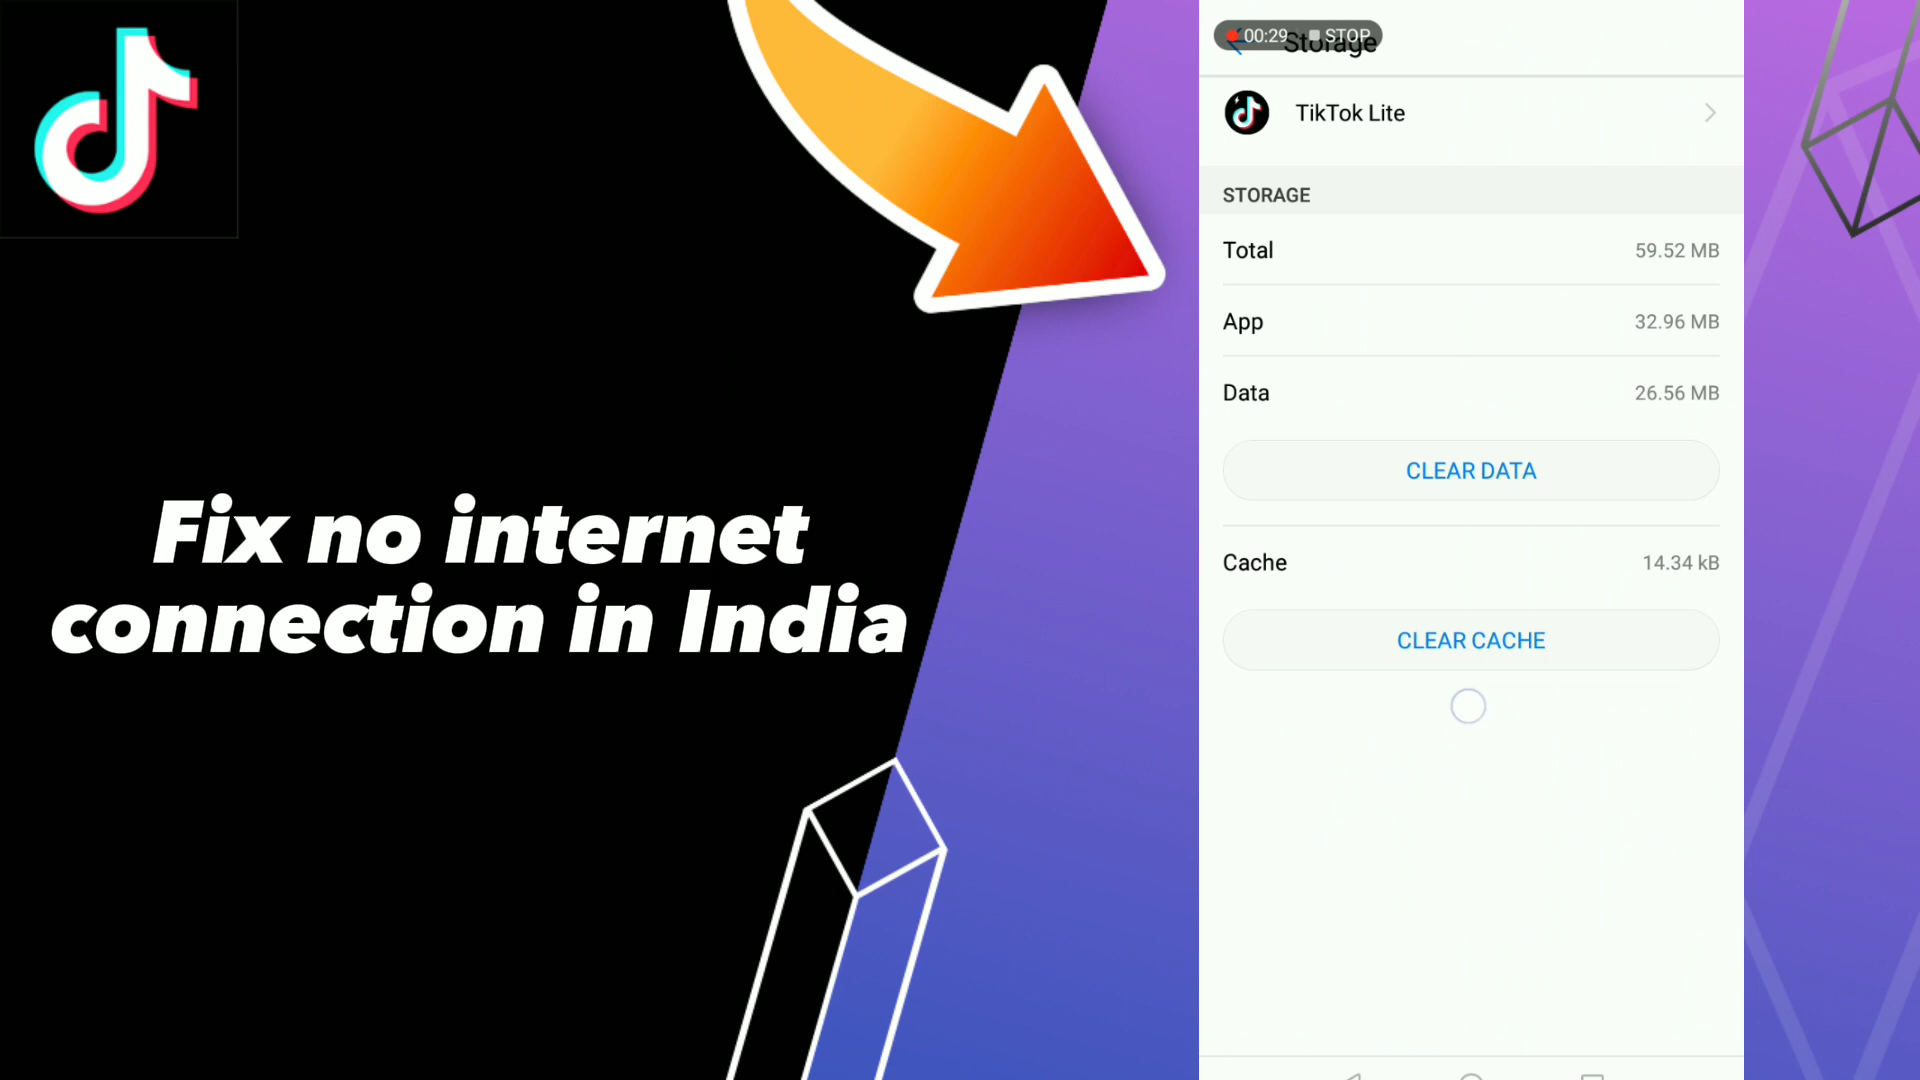 Fix no internet
connection in India
00:29 STOP
Storage
TikTok Lite
STORAGE
Total 59.52 MB
App 32.96 MB
Data 26.56 MB
CLEAR DATA
Cache 14.34 kB
CLEAR CACHE